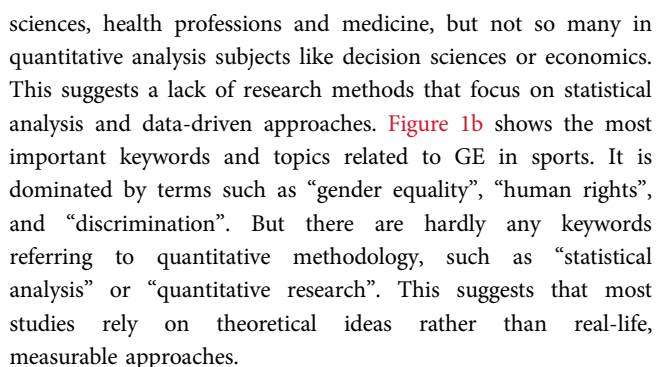 sciences, health professions and medicine, but not so many in
quantitative analysis subjects like decision sciences or economics.
This suggests a lack of research methods that focus on statistical
analysis and data-driven approaches. Figure 1b shows the most
important keywords and topics related to GE in sports. It is
dominated by terms such as “gender equality”, “human rights”,
and “discrimination”. But there are hardly any keywords
referring to quantitative methodology, such as “statistical
analysis” or “quantitative research”. This suggests that most
studies rely on theoretical ideas rather than real-life,
measurable approaches.